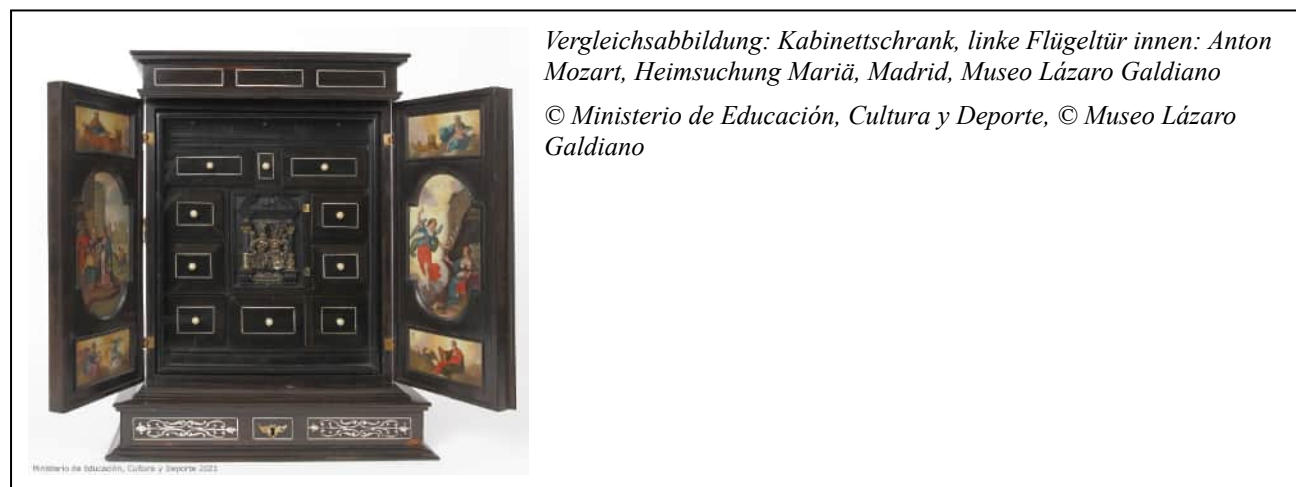 Vergleichsabbildung: Kabinettschrank, linke Flügeltür innen: Anton
Mozart, Heimsuchung Mariä, Madrid, Museo Lázaro Galdiano
© Ministerio de Educación, Cultura y Deporte, © Museo Lázaro
Galdiano
Ministerio de Educación, Cultura y Deporte 2021